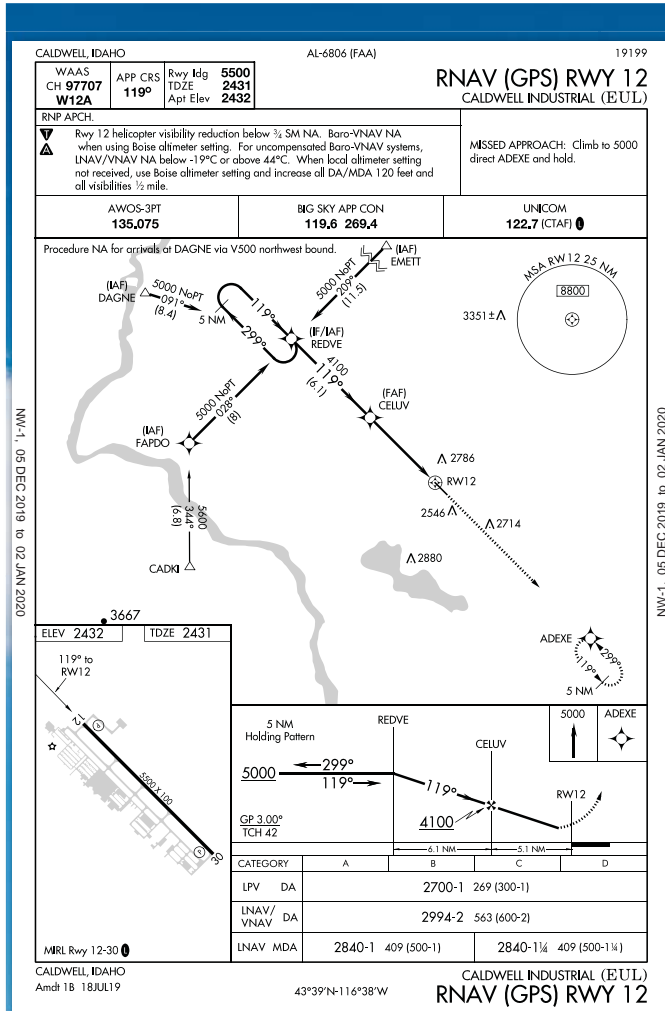 CALDWELL, IDAHO
AL-6806 (FAA)
19199
WAAS
CH 97707
W12A
APP CRS
119°
Rwy Idg 5500
TDZE 2431
Apt Elev 2432
RNAV (GPS) RWY 12
CALDWELL INDUSTRIAL (EUL)
RNP APCH.
T
A
Rwy 12 helicopter visibility reduction below ¾ SM NA. Baro-VNAV NA
when using Boise altimeter setting. For uncompensated Baro-VNAV systems,
LNAV/VNAV NA below -19°C or above 44°C. When local altimeter setting
not received, use Boise altimeter setting and increase all DA/MDA 120 feet and
all visibilities ½ mile.
MISSED APPROACH: Climb to 5000
direct ADEXE and hold.
AWOS-3PT
135.075
BIG SKY APP CON
119.6 269.4
UNICOM
122.7 (CTAF) L
Procedure NA for arrivals at DAGNE via V500 northwest bound.
(IAF)
EMETT
5000 NoPT
209°
(11.5)
(IAF)
DAGNE
5000 NoPT
091°
(8.4)
5 NM
119°
299°
(IF/IAF)
REDVE
4100
119°
(6.1)
(FAF)
CELUV
MSA RW12 25 NM
8800
3351±
5000 NoPT
028°
(8)
(IAF)
FAPDO
5600
344°
(6.8)
CADKI
2786
RW12
2546
2714
2880
ADEXE
299°
119°
5 NM
3667
NW-1, 05 DEC 2019 to 02 JAN 2020
NW-1, 05 DEC 2019 to 02 JAN 2020
ELEV 2432
TDZE 2431
119° to
RW12
12
P
5500 X 100
P
30
MIRL Rwy 12-30 L
5 NM
Holding Pattern
REDVE
CELUV
5000
ADEXE
5000
299°
119°
119°
4100
RW12
GP 3.00°
TCH 42
6.1 NM
5.1 NM
CATEGORY A B C D
LPV DA 2700-1 269 (300-1)
LNAV/
VNAV DA 2994-2 563 (600-2)
LNAV MDA 2840-1 409 (500-1) 2840-1¼ 409 (500-1¼)
CALDWELL, IDAHO
Amdt 1B 18JUL19
43°39'N-116°38'W
CALDWELL INDUSTRIAL (EUL)
RNAV (GPS) RWY 12